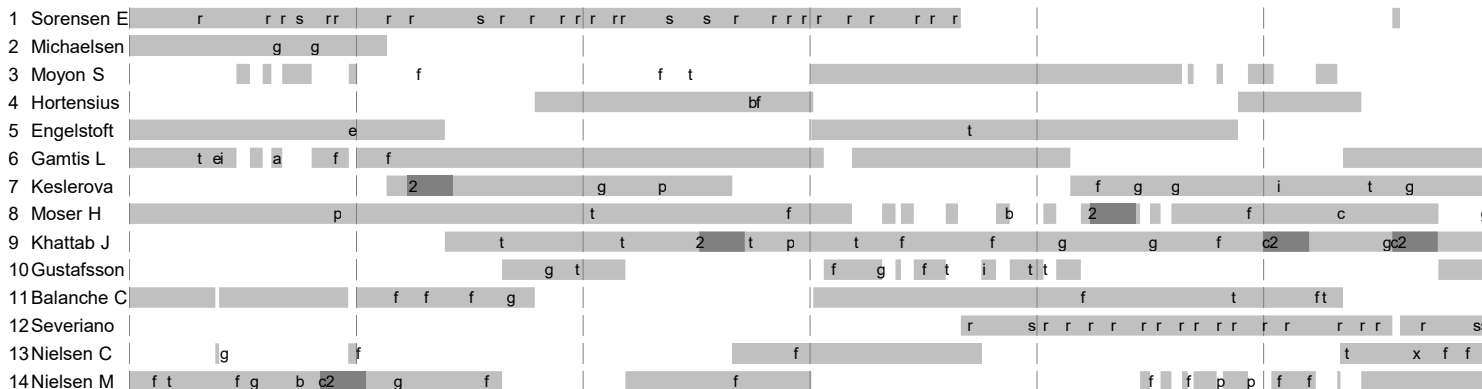 1 Sorensen E r r r s r r r r s r r r r r r r s s r r r r r r r r r r
2 Michaelsen g g
3 Moyon S f f t
4 Hortensius bf
5 Engelstoft e t
6 Gamtis L t ei a f f
7 Keslerova 2 g p f g g i t g
8 Moser H p t f b 2 f c
9 Khattab J t t 2 t p t f f g g f c2 gc2
10 Gustafsson g t f g f t i t t
11 Balanche C f f f g f t f t
12 Severiano r s r r r r r r r r r r r r r r r r s
13 Nielsen C g f f t x f f
14 Nielsen M f t f g b c2 g f f f f p p f f